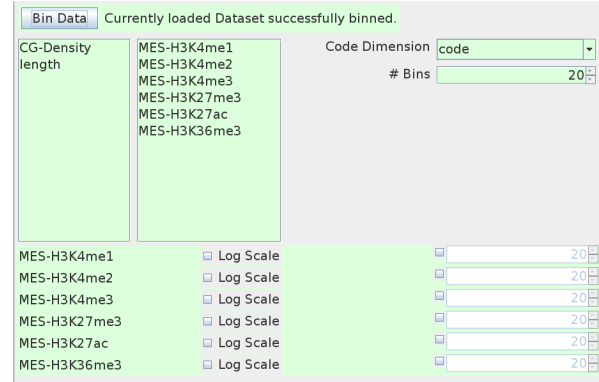 Bin Data Currently loaded Dataset successfully binned.
CG-Density
length
MES-H3K4me1
MES-H3K4me2
MES-H3K4me3
MES-H3K27me3
MES-H3K27ac
MES-H3K36me3
Code Dimension code
# Bins 20
MES-H3K4me1 Log Scale 20
MES-H3K4me2 Log Scale 20
MES-H3K4me3 Log Scale 20
MES-H3K27me3 Log Scale 20
MES-H3K27ac Log Scale 20
MES-H3K36me3 Log Scale 20